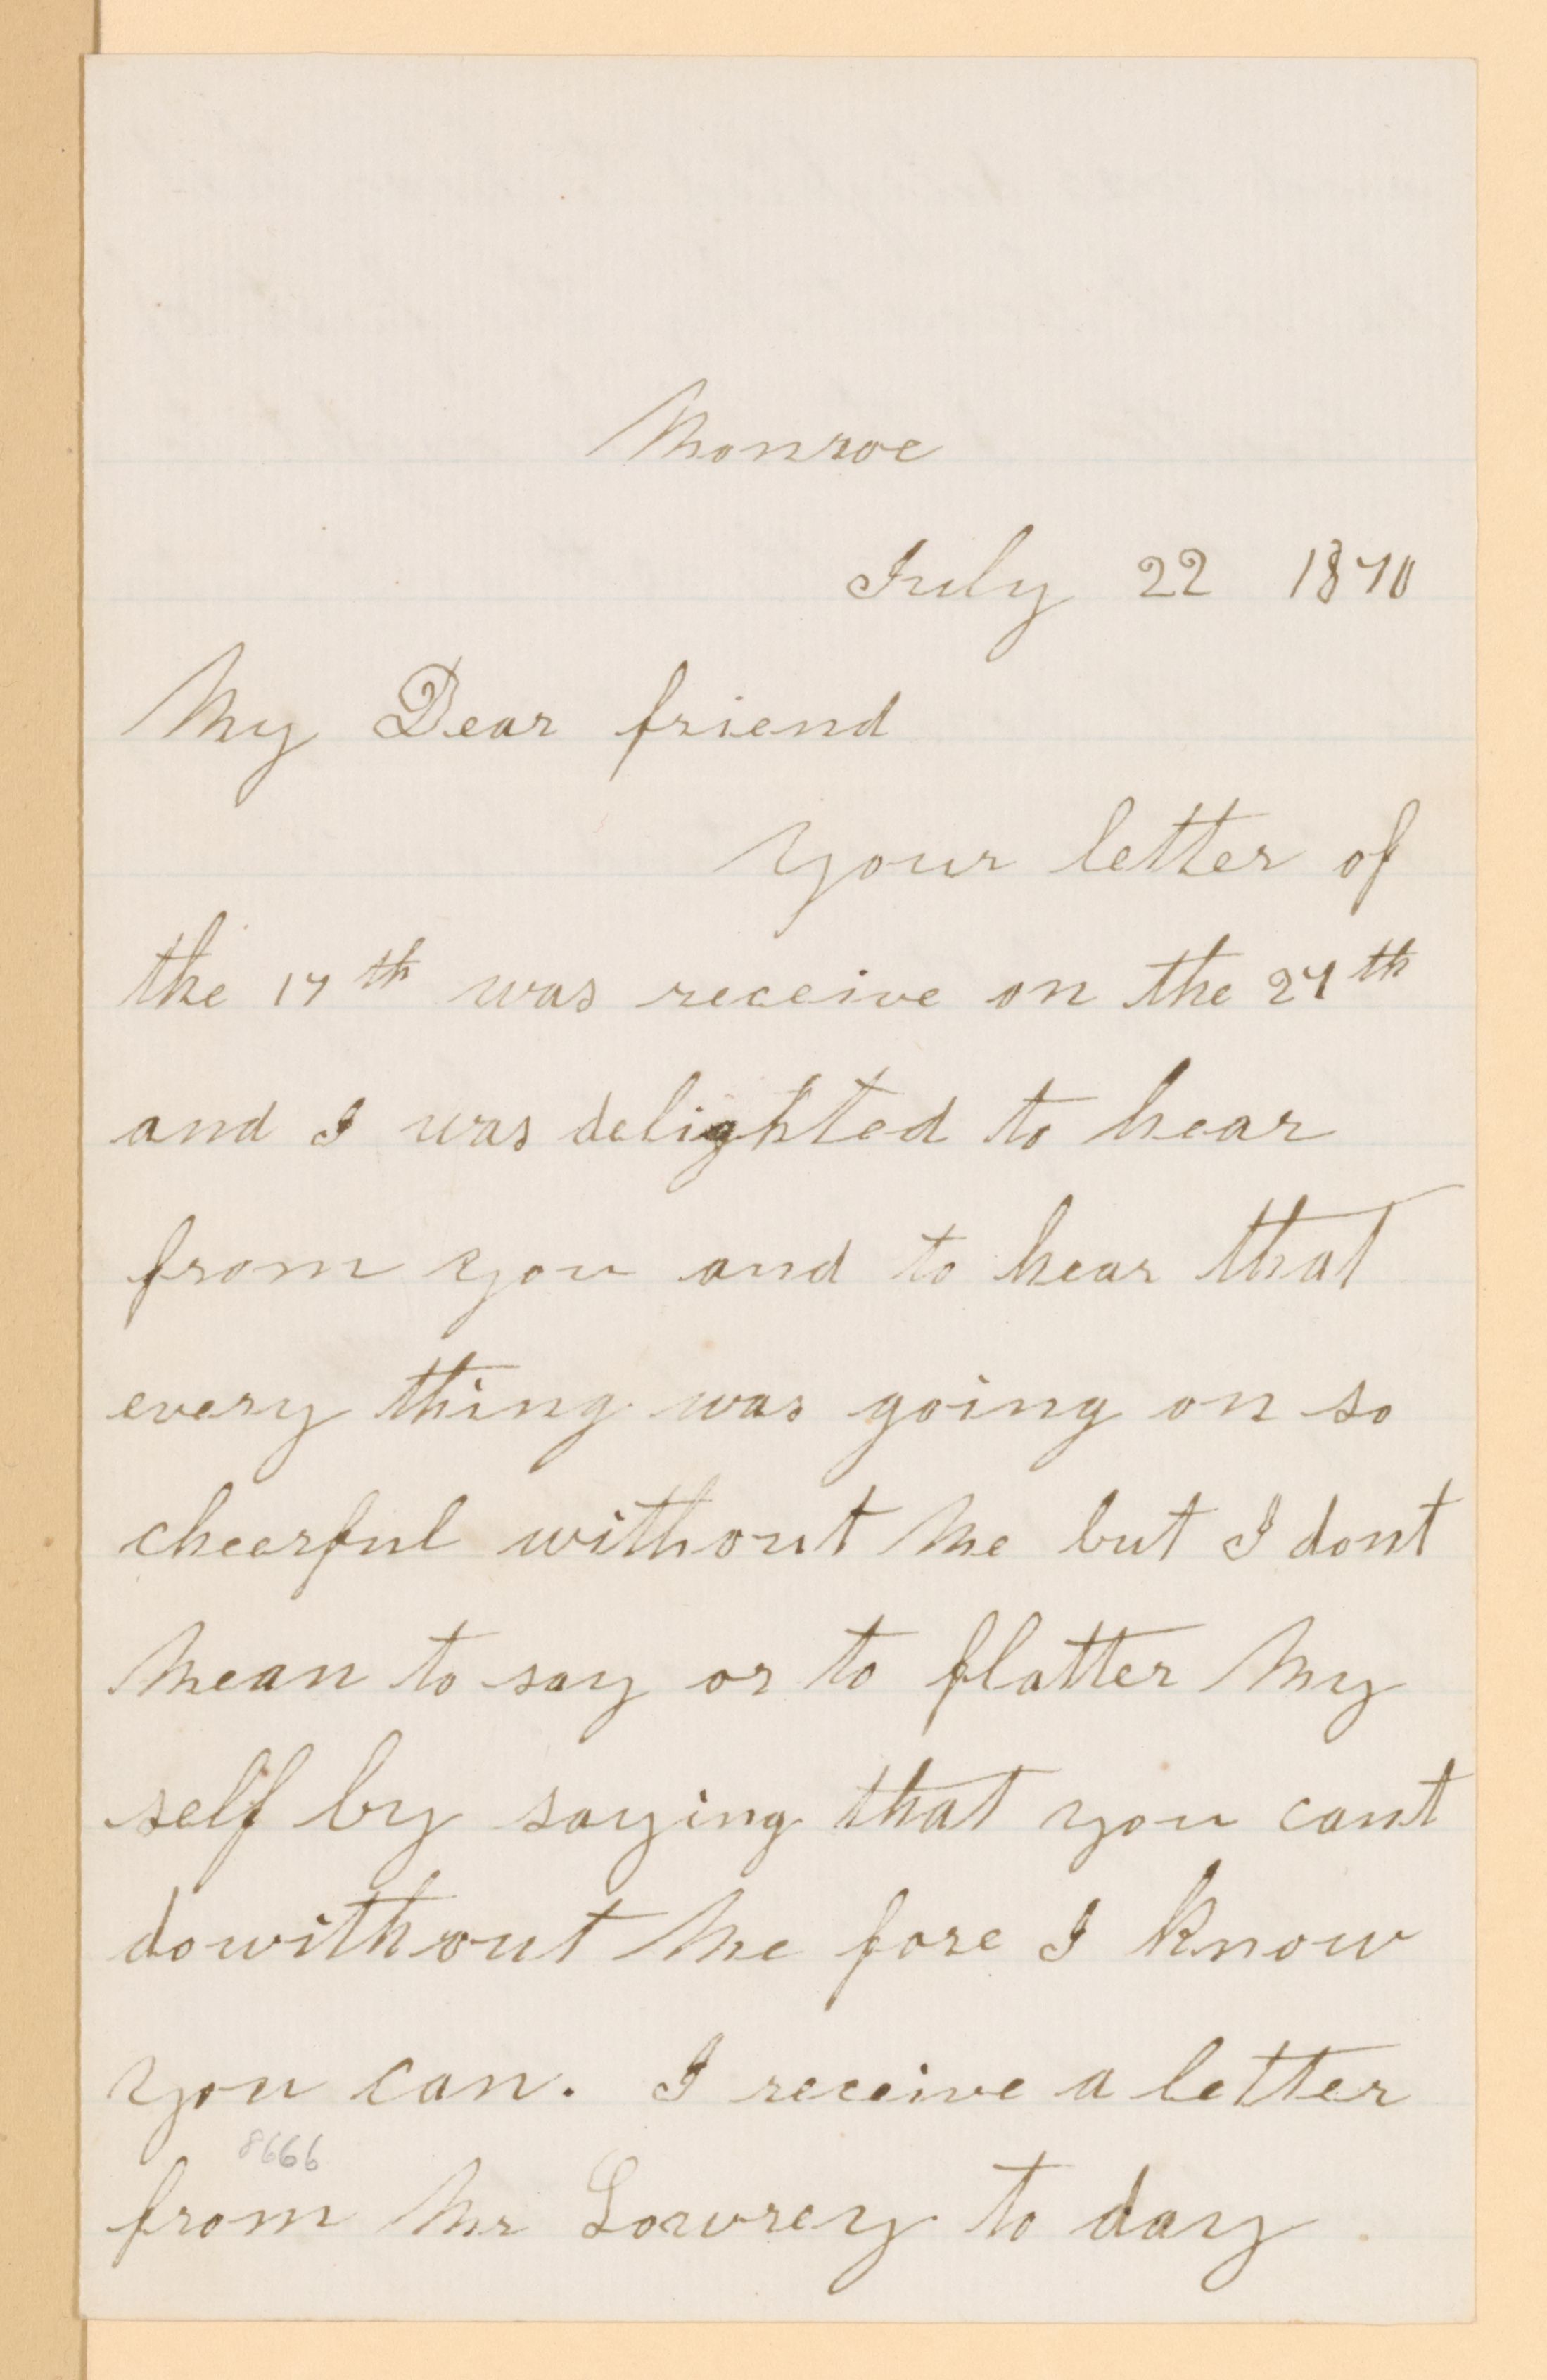 Monroe
July 22 1870
My Dear friend
Your letter of
the 17th was receive on the 21th
and I was delighted to hear
from you and to hear that
every thing was going on so
cheerful without me but I dont
mean to say or to flatter my
self by saying that you cant
dowithout me fore I know
you can. I receive a letter
8666
from Mr Lowrey to day